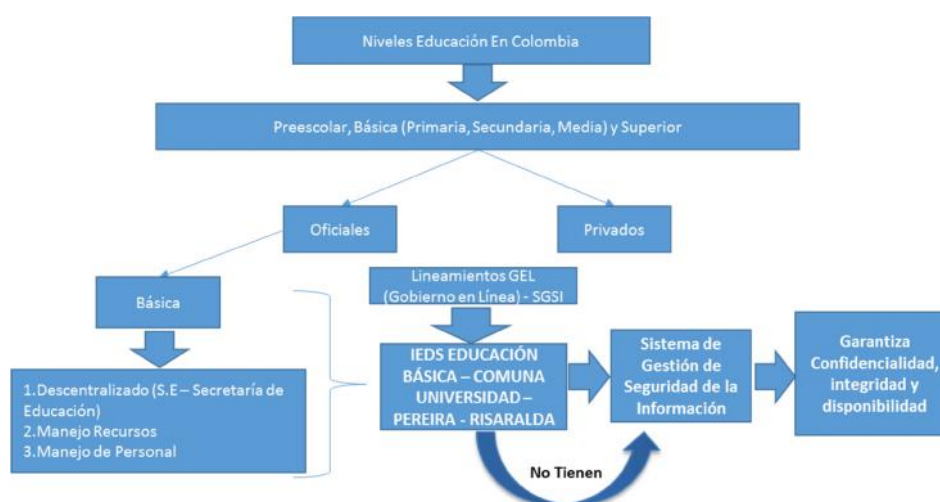 Niveles Educación En Colombia
Preescolar, Básica (Primaria, Secundaria, Media) y Superior
Oficiales
Privados
Básica
1.Descentralizado (S.E – Secretaría de
Educación)
2.Manejo Recursos
3.Manejo de Personal
Lineamientos GEL
(Gobierno en Línea) - SGSI
IEDS EDUCACIÓN
BÁSICA – COMUNA
UNIVERSIDAD –
PEREIRA - RISARALDA
Sistema de
Gestión de
Seguridad de la
Información
Garantiza
Confidencialidad,
integridad y
disponibilidad
No Tienen